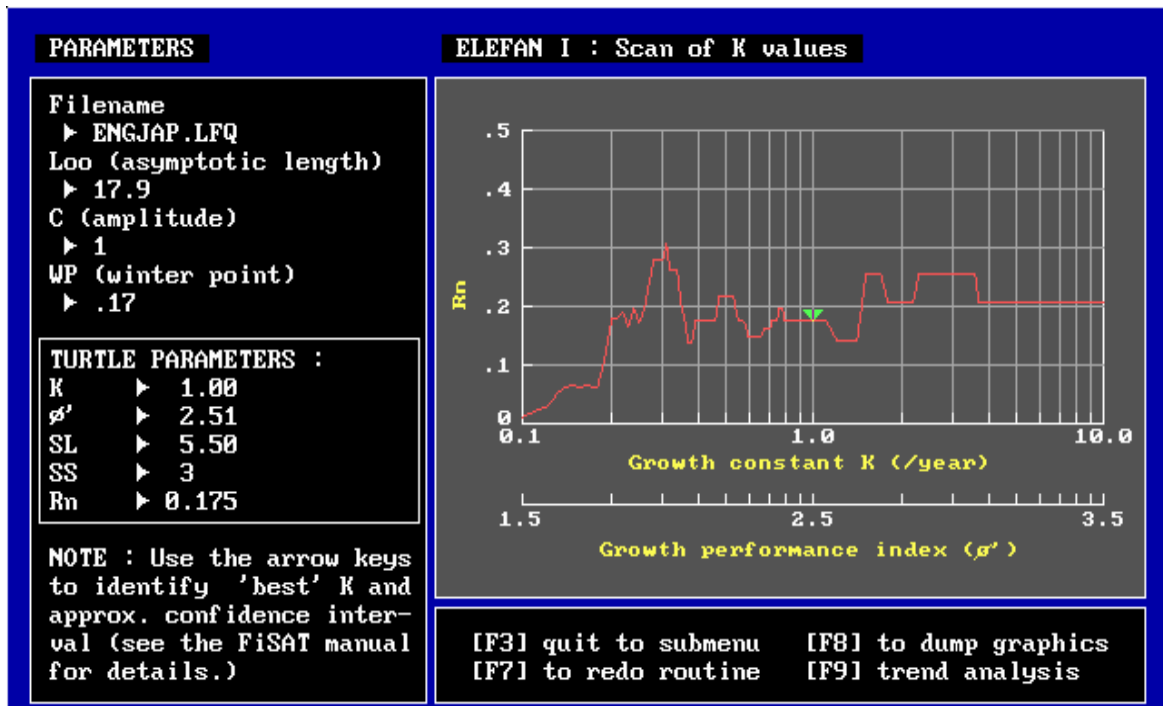 PARAMETERS
Filename
► ENGJAP.LFQ
Loo (asymptotic length)
► 17.9
C (amplitude)
► 1
WP (winter point)
► .17
TURTLE PARAMETERS :
K ► 1.00
ø' ► 2.51
SL ► 5.50
SS ► 3
Rn ► 0.175
NOTE : Use the arrow keys
to identify 'best' K and
approx. confidence inter-
val (see the FiSAT manual
for details.)
ELEFAN I : Scan of K values
.5
.4
.3
Rn
.2
.1
0
0.1 1.0 10.0
Growth constant K (/year)
1.5 2.5 3.5
Growth performance index (ø')
[F3] quit to submenu [F8] to dump graphics
[F7] to redo routine [F9] trend analysis